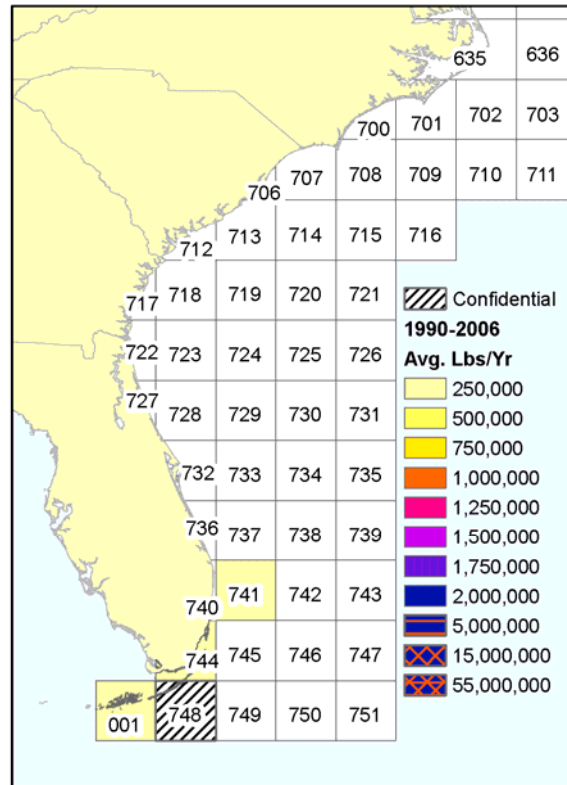 635 636
700 701 702 703
706 707 708 709 710 711
712 713 714 715 716
717 718 719 720 721
722 723 724 725 726
727 728 729 730 731
732 733 734 735
736 737 738 739
740 741 742 743
744 745 746 747
001 748 749 750 751
Confidential
1990-2006
Avg. Lbs/Yr
250,000
500,000
750,000
1,000,000
1,250,000
1,500,000
1,750,000
2,000,000
5,000,000
15,000,000
55,000,000